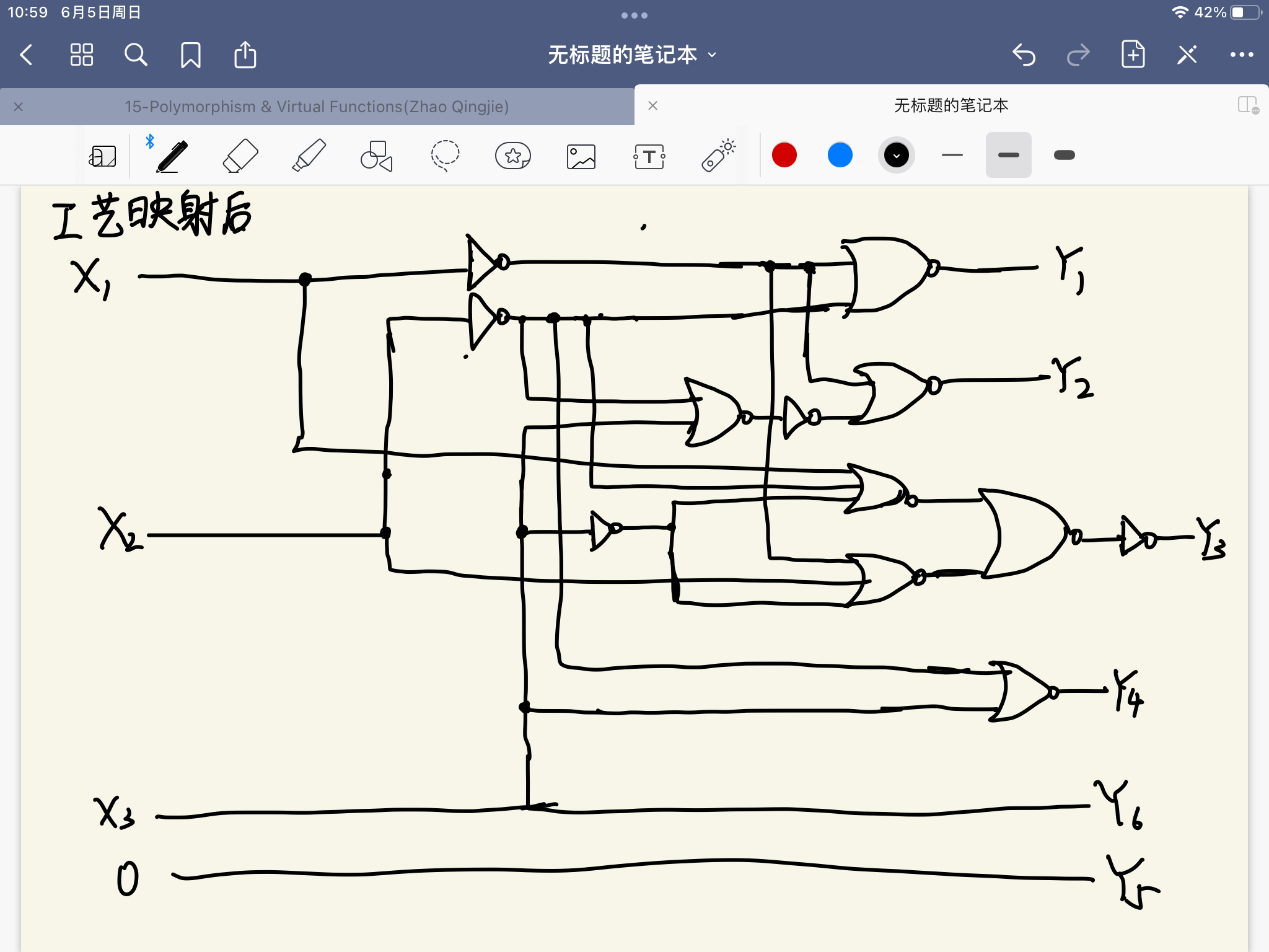 10:59 6月5日周日
42%
无标题的笔记本
15-Polymorphism & Virtual Functions(Zhao Qingjie)
无标题的笔记本
T
工艺映射后
X1
Y1
Y2
X2
Y3
Y4
X3
Y6
0
Y5